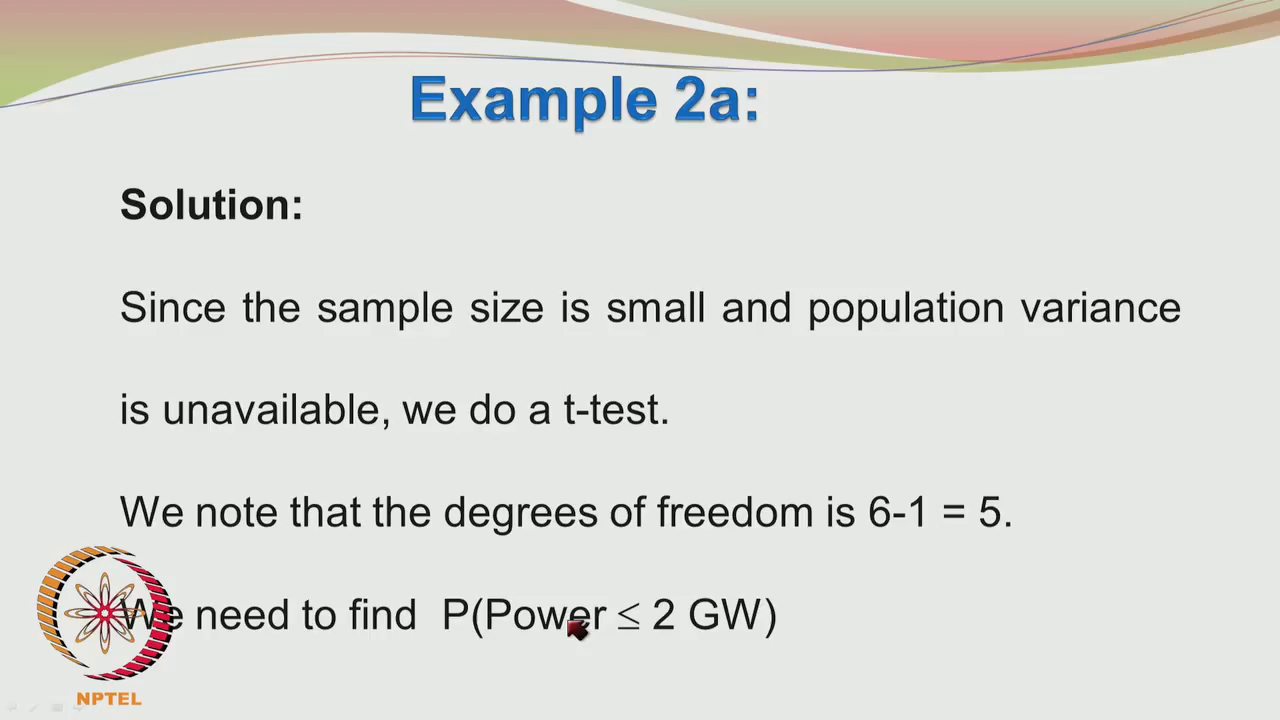 Example 2a:
Solution:
Since the sample size is small and population variance
is unavailable, we do a t-test.
We note that the degrees of freedom is 6-1 = 5.
We need to find P(Power ≤ 2 GW)
NPTEL